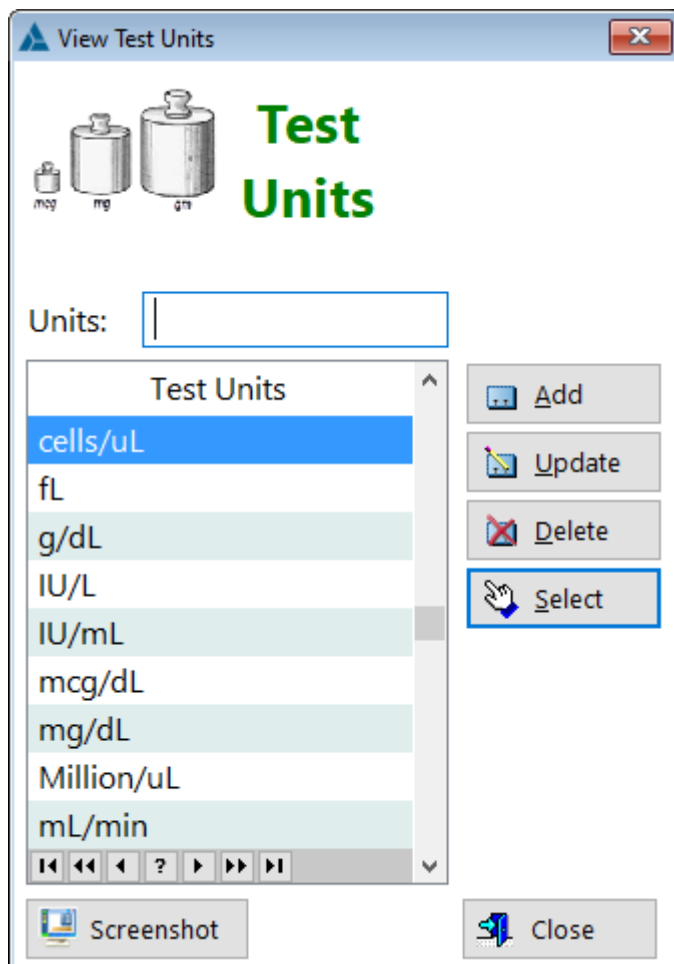 View Test Units
Test
Units
mcg mg gm
Units:
Test Units
cells/uL
fL
g/dL
IU/L
IU/mL
mcg/dL
mg/dL
Million/uL
mL/min
?
Add
Update
Delete
Select
Screenshot
Close